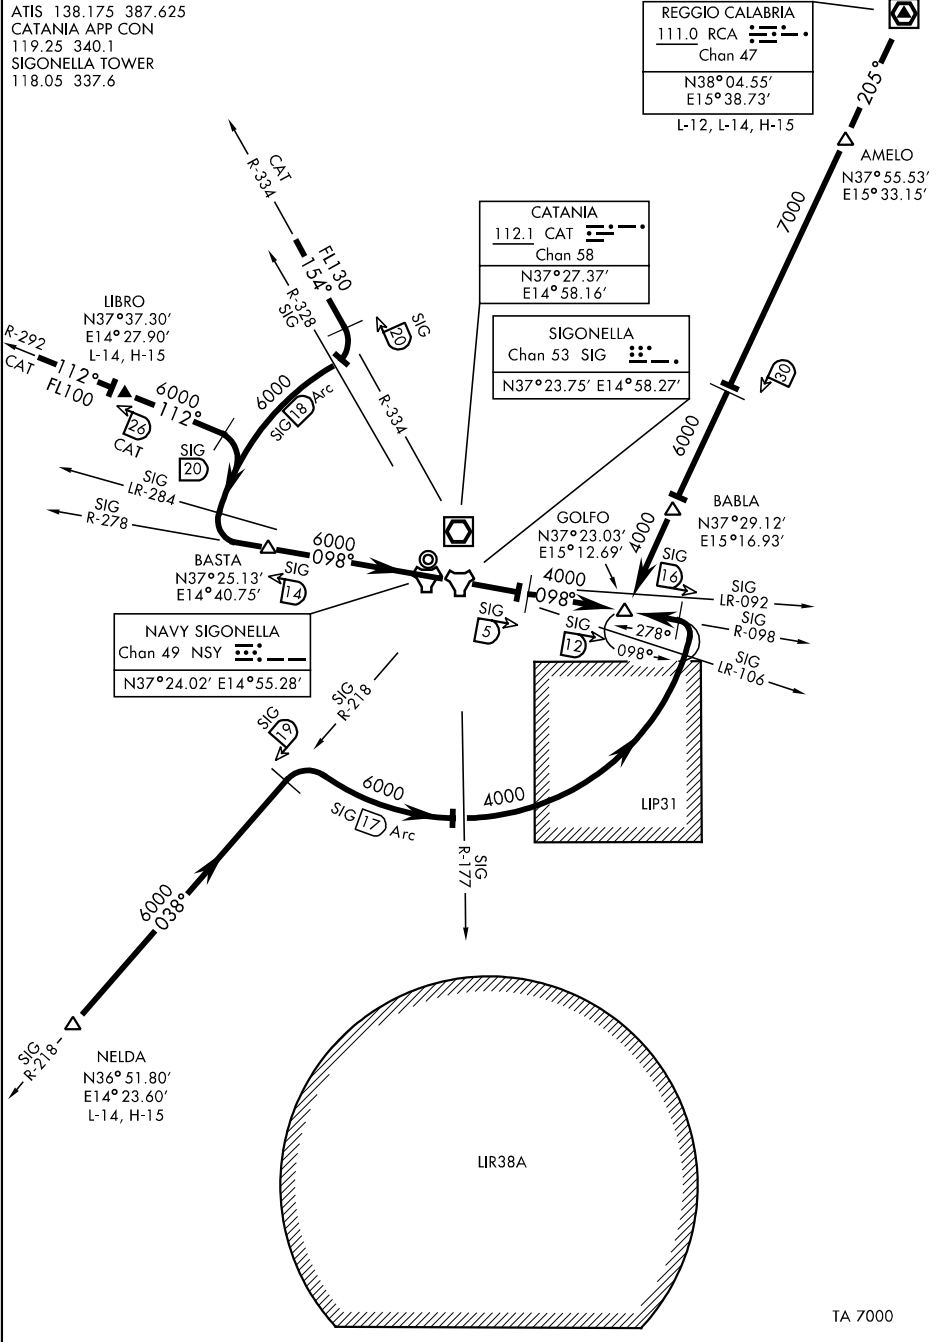 ATIS 138.175 387.625
CATANIA APP CON
119.25 340.1
SIGONELLA TOWER
118.05 337.6
REGGIO CALABRIA
111.0 RCA
Chan 47
N38°04.55′
E15°38.73′
L-12, L-14, H-15
205°
AMELO
N37°55.53′
E15°33.15′
7000
30
6000
CAT
R-334
FL130
154°
R-328
SIG
20
SIG
R-334
CATANIA
112.1 CAT
Chan 58
N37°27.37′
E14°58.16′
SIGONELLA
Chan 53 SIG
N37°23.75′ E14°58.27′
LIBRO
N37°37.30′
E14°27.90′
L-14, H-15
R-292
CAT
112°
FL100
6000
112°
26
CAT
SIG
20
6000
SIG 18 Arc
SIG
LR-284
SIG
R-278
BASTA
N37°25.13′
E14°40.75′
SIG
14
6000
098°
GOLFO
N37°23.03′
E15°12.69′
BABLA
N37°29.12′
E15°16.93′
4000
SIG
16
4000
098°
SIG
5
SIG
12
278°
098°
SIG
LR-092
SIG
R-098
SIG
LR-106
NAVY SIGONELLA
Chan 49 NSY
N37°24.02′ E14°55.28′
SIG
R-218
SIG
19
6000
SIG 17 Arc
4000
LIP31
SIG
R-177
6000
038°
SIG
R-218
NELDA
N36°51.80′
E14°23.60′
L-14, H-15
LIR38A
TA 7000